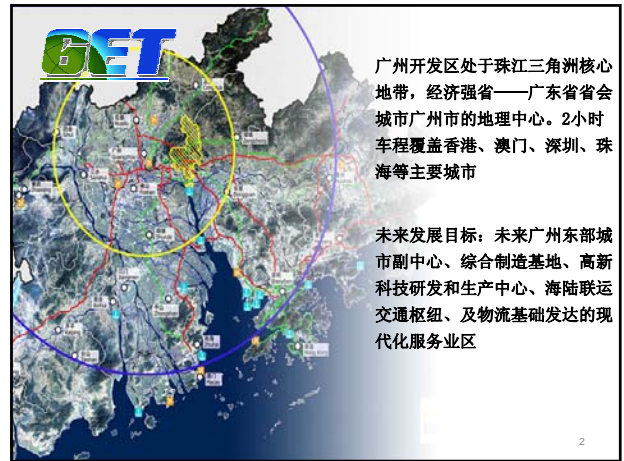 GET
广州开发区处于珠江三角洲核心
地带，经济强省——广东省省会
城市广州市的地理中心。2小时
车程覆盖香港、澳门、深圳、珠
海等主要城市
未来发展目标：未来广州东部城
市副中心、综合制造基地、高新
科技研发和生产中心、海陆联运
交通枢纽、及物流基础发达的现
代化服务业区
2